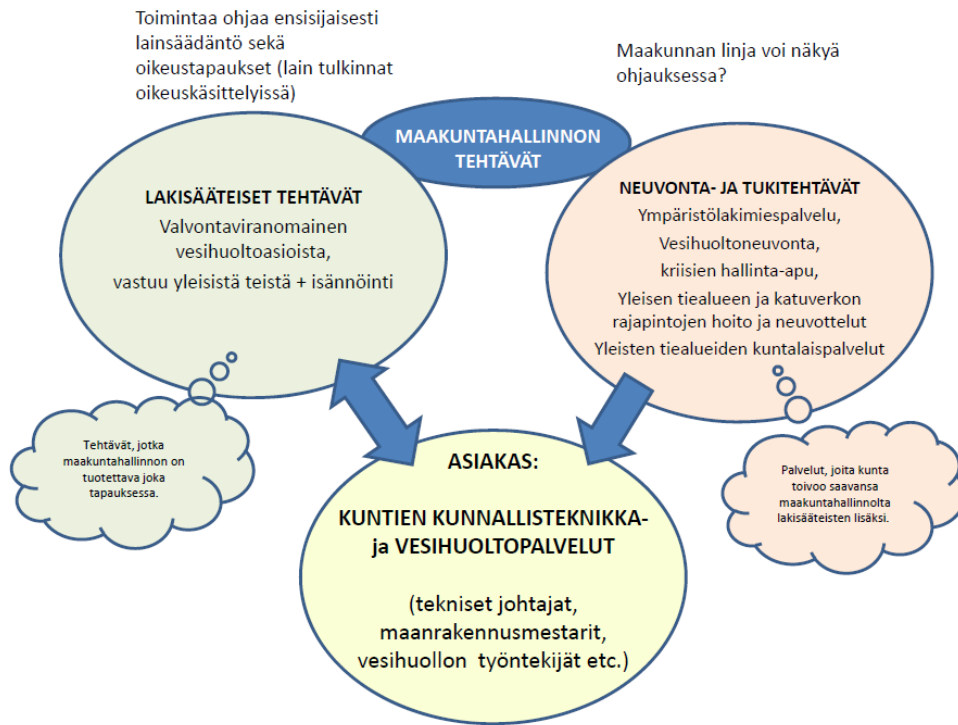 Toimintaa ohjaa ensisijaisesti
lainsäädäntö sekä
oikeustapaukset (lain tulkinnat
oikeuskäsittelyissä)
Maakunnan linja voi näkyä
ohjauksessa?
MAAKUNTAHALLINNON
TEHTÄVÄT
LAKISÄÄTEISET TEHTÄVÄT
Valvontaviranomainen
vesihuoltoasioista,
vastuu yleisistä teistä + isännöinti
NEUVONTA- JA TUKITEHTÄVÄT
Ympäristölakimiespalvelu,
Vesihuoltoneuvonta,
kriisien hallinta-apu,
Yleisen tiealueen ja katuverkon
rajapintojen hoito ja neuvottelut
Yleisten tiealueiden kuntalaispalvelut
Tehtävät, jotka
maakuntahallinnon on
tuotettava joka
tapauksessa.
Palvelut, joita kunta
toivoo saavansa
maakuntahallinnolta
lakisääteisten lisäksi.
ASIAKAS:
KUNTIEN KUNNALLISTEKNIKKA-
ja VESIHUOLTOPALVELUT
(tekniset johtajat,
maanrakennusmestarit,
vesihuollon työntekijät etc.)